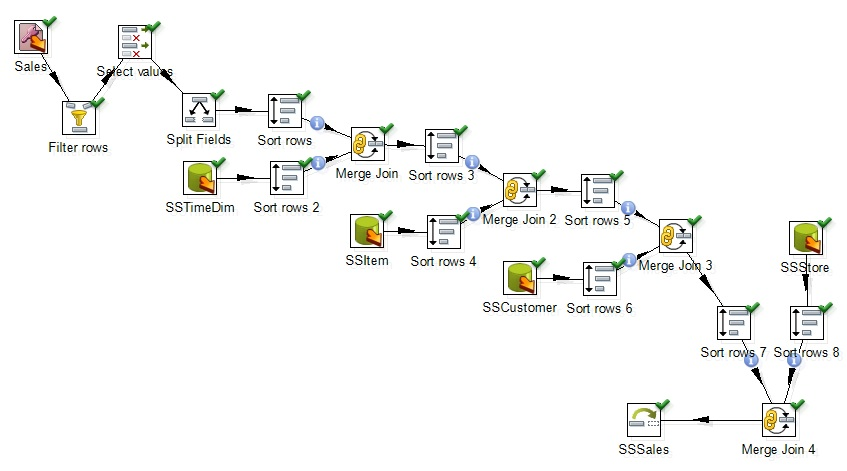 Sales
Select values
Filter rows
Split Fields
Sort rows
SSTimeDim
Sort rows 2
Merge Join
Sort rows 3
SSItem
Sort rows 4
Merge Join 2
Sort rows 5
SSCustomer
Sort rows 6
Merge Join 3
SSStore
Sort rows 7
Sort rows 8
SSSales
Merge Join 4